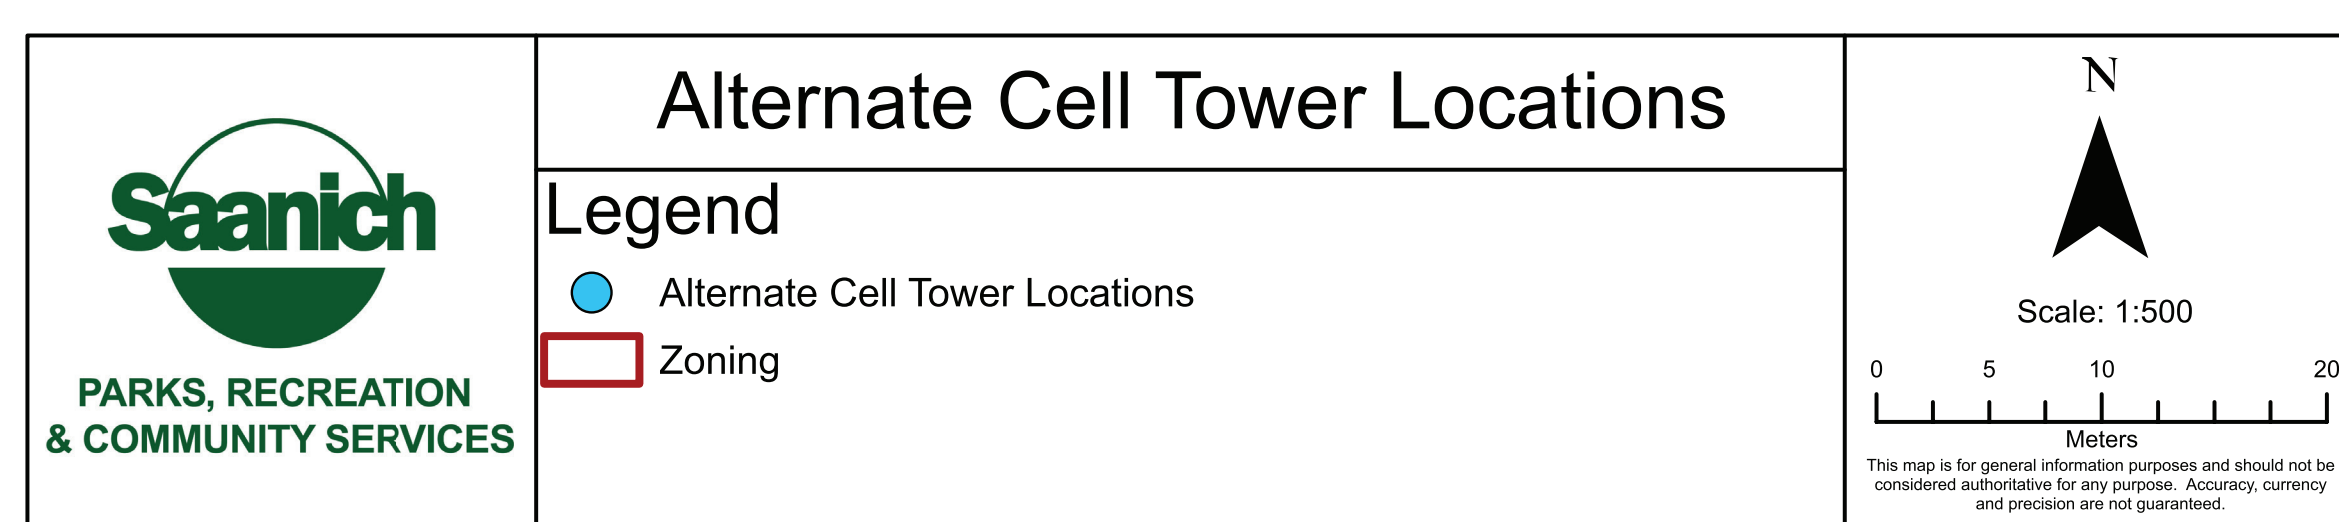 Saanich
PARKS, RECREATION
& COMMUNITY SERVICES
Alternate Cell Tower Locations
Legend
Alternate Cell Tower Locations
Zoning
N
Scale: 1:500
0 5 10 20
Meters
This map is for general information purposes and should not be
considered authoritative for any purpose. Accuracy, currency
and precision are not guaranteed.